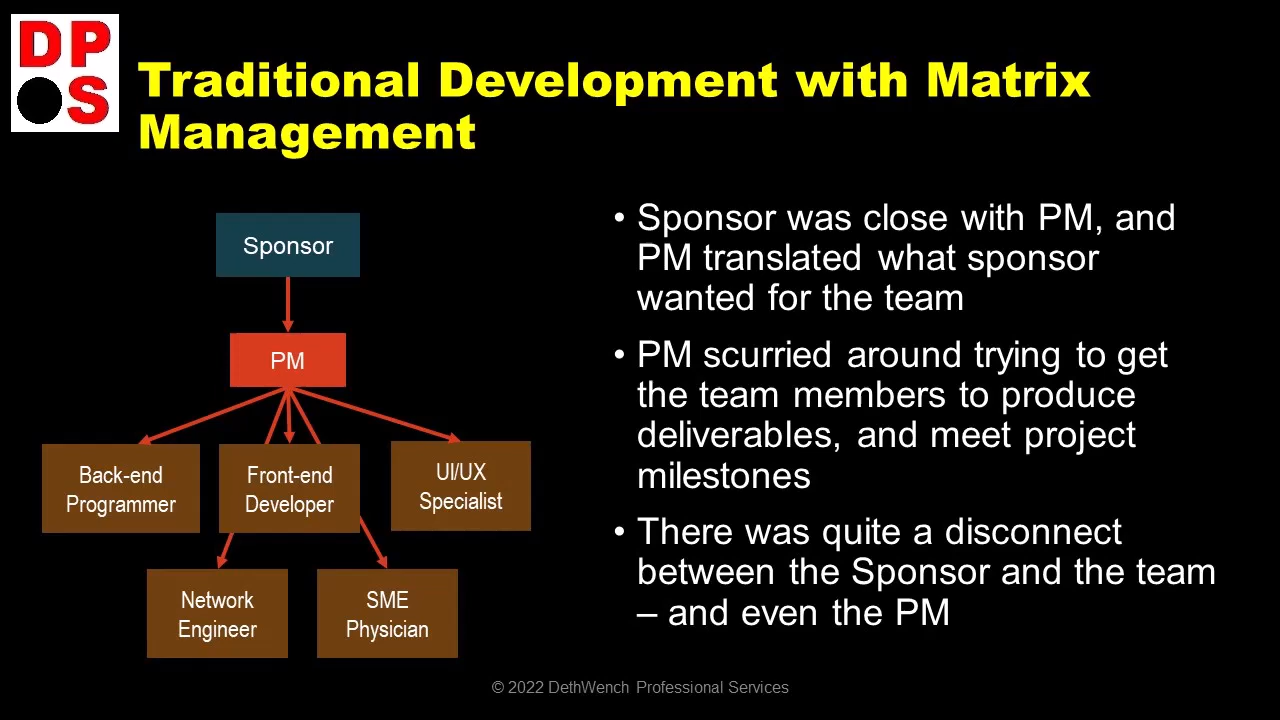 DP
S
Traditional Development with Matrix
Management
Sponsor
PM
Back-end
Programmer
Front-end
Developer
UI/UX
Specialist
Network
Engineer
SME
Physician
• Sponsor was close with PM, and
PM translated what sponsor
wanted for the team
• PM scurried around trying to get
the team members to produce
deliverables, and meet project
milestones
• There was quite a disconnect
between the Sponsor and the team
– and even the PM
© 2022 DethWench Professional Services